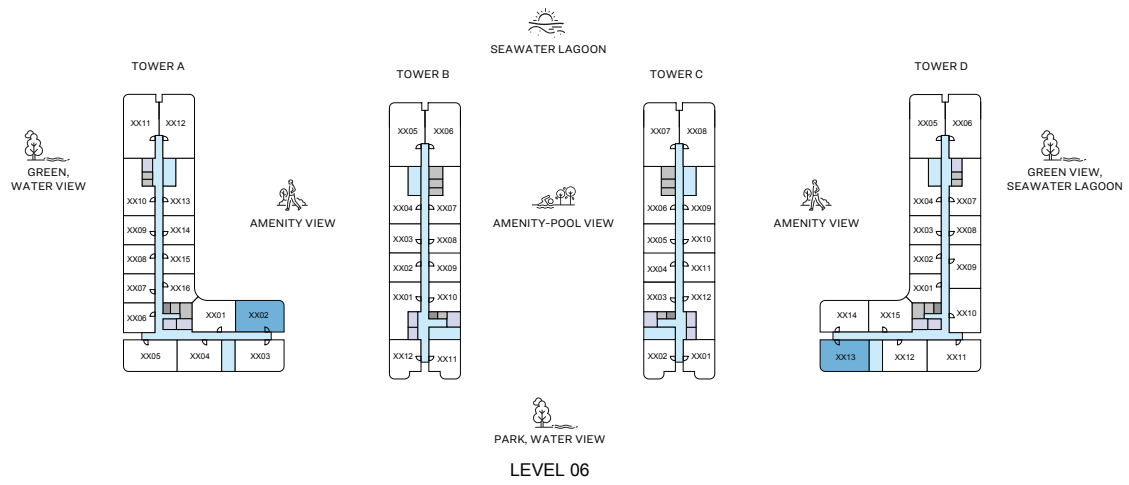 SEAWATER LAGOON
TOWER A
TOWER B
TOWER C
TOWER D
GREEN,
WATER VIEW
AMENITY VIEW
AMENITY-POOL VIEW
AMENITY VIEW
GREEN VIEW,
SEAWATER LAGOON
XX11 XX12
XX10 XX13
XX09 XX14
XX08 XX15
XX07 XX16
XX06 XX01 XX02
XX05 XX04 XX03
XX05 XX06
XX04 XX07
XX03 XX08
XX02 XX09
XX01 XX10
XX12 XX11
XX07 XX08
XX06 XX09
XX05 XX10
XX04 XX11
XX03 XX12
XX02 XX01
XX05 XX06
XX04 XX07
XX03 XX08
XX02 XX09
XX01
XX14 XX15 XX10
XX13 XX12 XX11
PARK, WATER VIEW
LEVEL 06